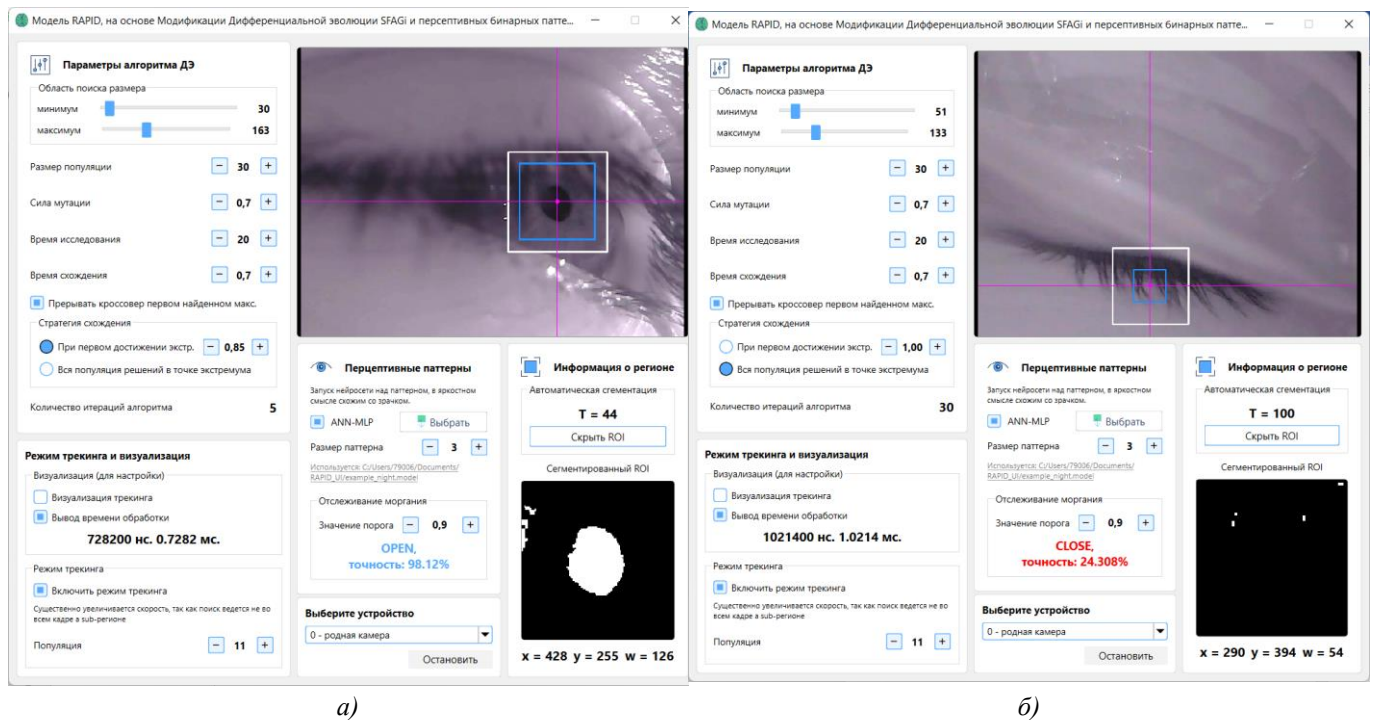 Модель RAPID, на основе Модификации Дифференциальной эволюции SFAGi и персептивных бинарных патте...
Параметры алгоритма ДЭ
Область поиска размера
минимум 30
максимум 163
Размер популяции − 30 +
Сила мутации − 0,7 +
Время исследования − 20 +
Время схождения − 0,7 +
Прерывать кроссовер первом найденном макс.
Стратегия схождения
При первом достижении экстр. − 0,85 +
Вся популяция решений в точке экстремума
Количество итераций алгоритма 5
Режим трекинга и визуализация
Визуализация (для настройки)
Визуализация трекинга
Вывод времени обработки
728200 нс. 0.7282 мс.
Режим трекинга
Включить режим трекинга
Существенно увеличивается скорость, так как поиск ведется не во
всем кадре а sub-регионе
Популяция − 11 +
Перцептивные паттерны
Запуск нейросети над паттерном, в яркостном
смысле схожим со зрачком.
ANN-MLP Выбрать
Размер паттерна − 3 +
Используется: C:/Users/79006/Documents/
RAPID_UI/example_night.model
Отслеживание моргания
Значение порога − 0,9 +
OPEN,
точность: 98.12%
Выберите устройство
0 - родная камера
Остановить
Информация о регионе
Автоматическая сгементация
T = 44
Скрыть ROI
Сегментированный ROI
x = 428 y = 255 w = 126
а)
Модель RAPID, на основе Модификации Дифференциальной эволюции SFAGi и персептивных бинарных патте...
Параметры алгоритма ДЭ
Область поиска размера
минимум 51
максимум 133
Размер популяции − 30 +
Сила мутации − 0,7 +
Время исследования − 20 +
Время схождения − 0,7 +
Прерывать кроссовер первом найденном макс.
Стратегия схождения
При первом достижении экстр. − 1,00 +
Вся популяция решений в точке экстремума
Количество итераций алгоритма 30
Режим трекинга и визуализация
Визуализация (для настройки)
Визуализация трекинга
Вывод времени обработки
1021400 нс. 1.0214 мс.
Режим трекинга
Включить режим трекинга
Существенно увеличивается скорость, так как поиск ведется не во
всем кадре а sub-регионе
Популяция − 11 +
Перцептивные паттерны
Запуск нейросети над паттерном, в яркостном
смысле схожим со зрачком.
ANN-MLP Выбрать
Размер паттерна − 3 +
Используется: C:/Users/79006/Documents/
RAPID_UI/example_night.model
Отслеживание моргания
Значение порога − 0,9 +
CLOSE,
точность: 24.308%
Выберите устройство
0 - родная камера
Остановить
Информация о регионе
Автоматическая сгементация
T = 100
Скрыть ROI
Сегментированный ROI
x = 290 y = 394 w = 54
б)